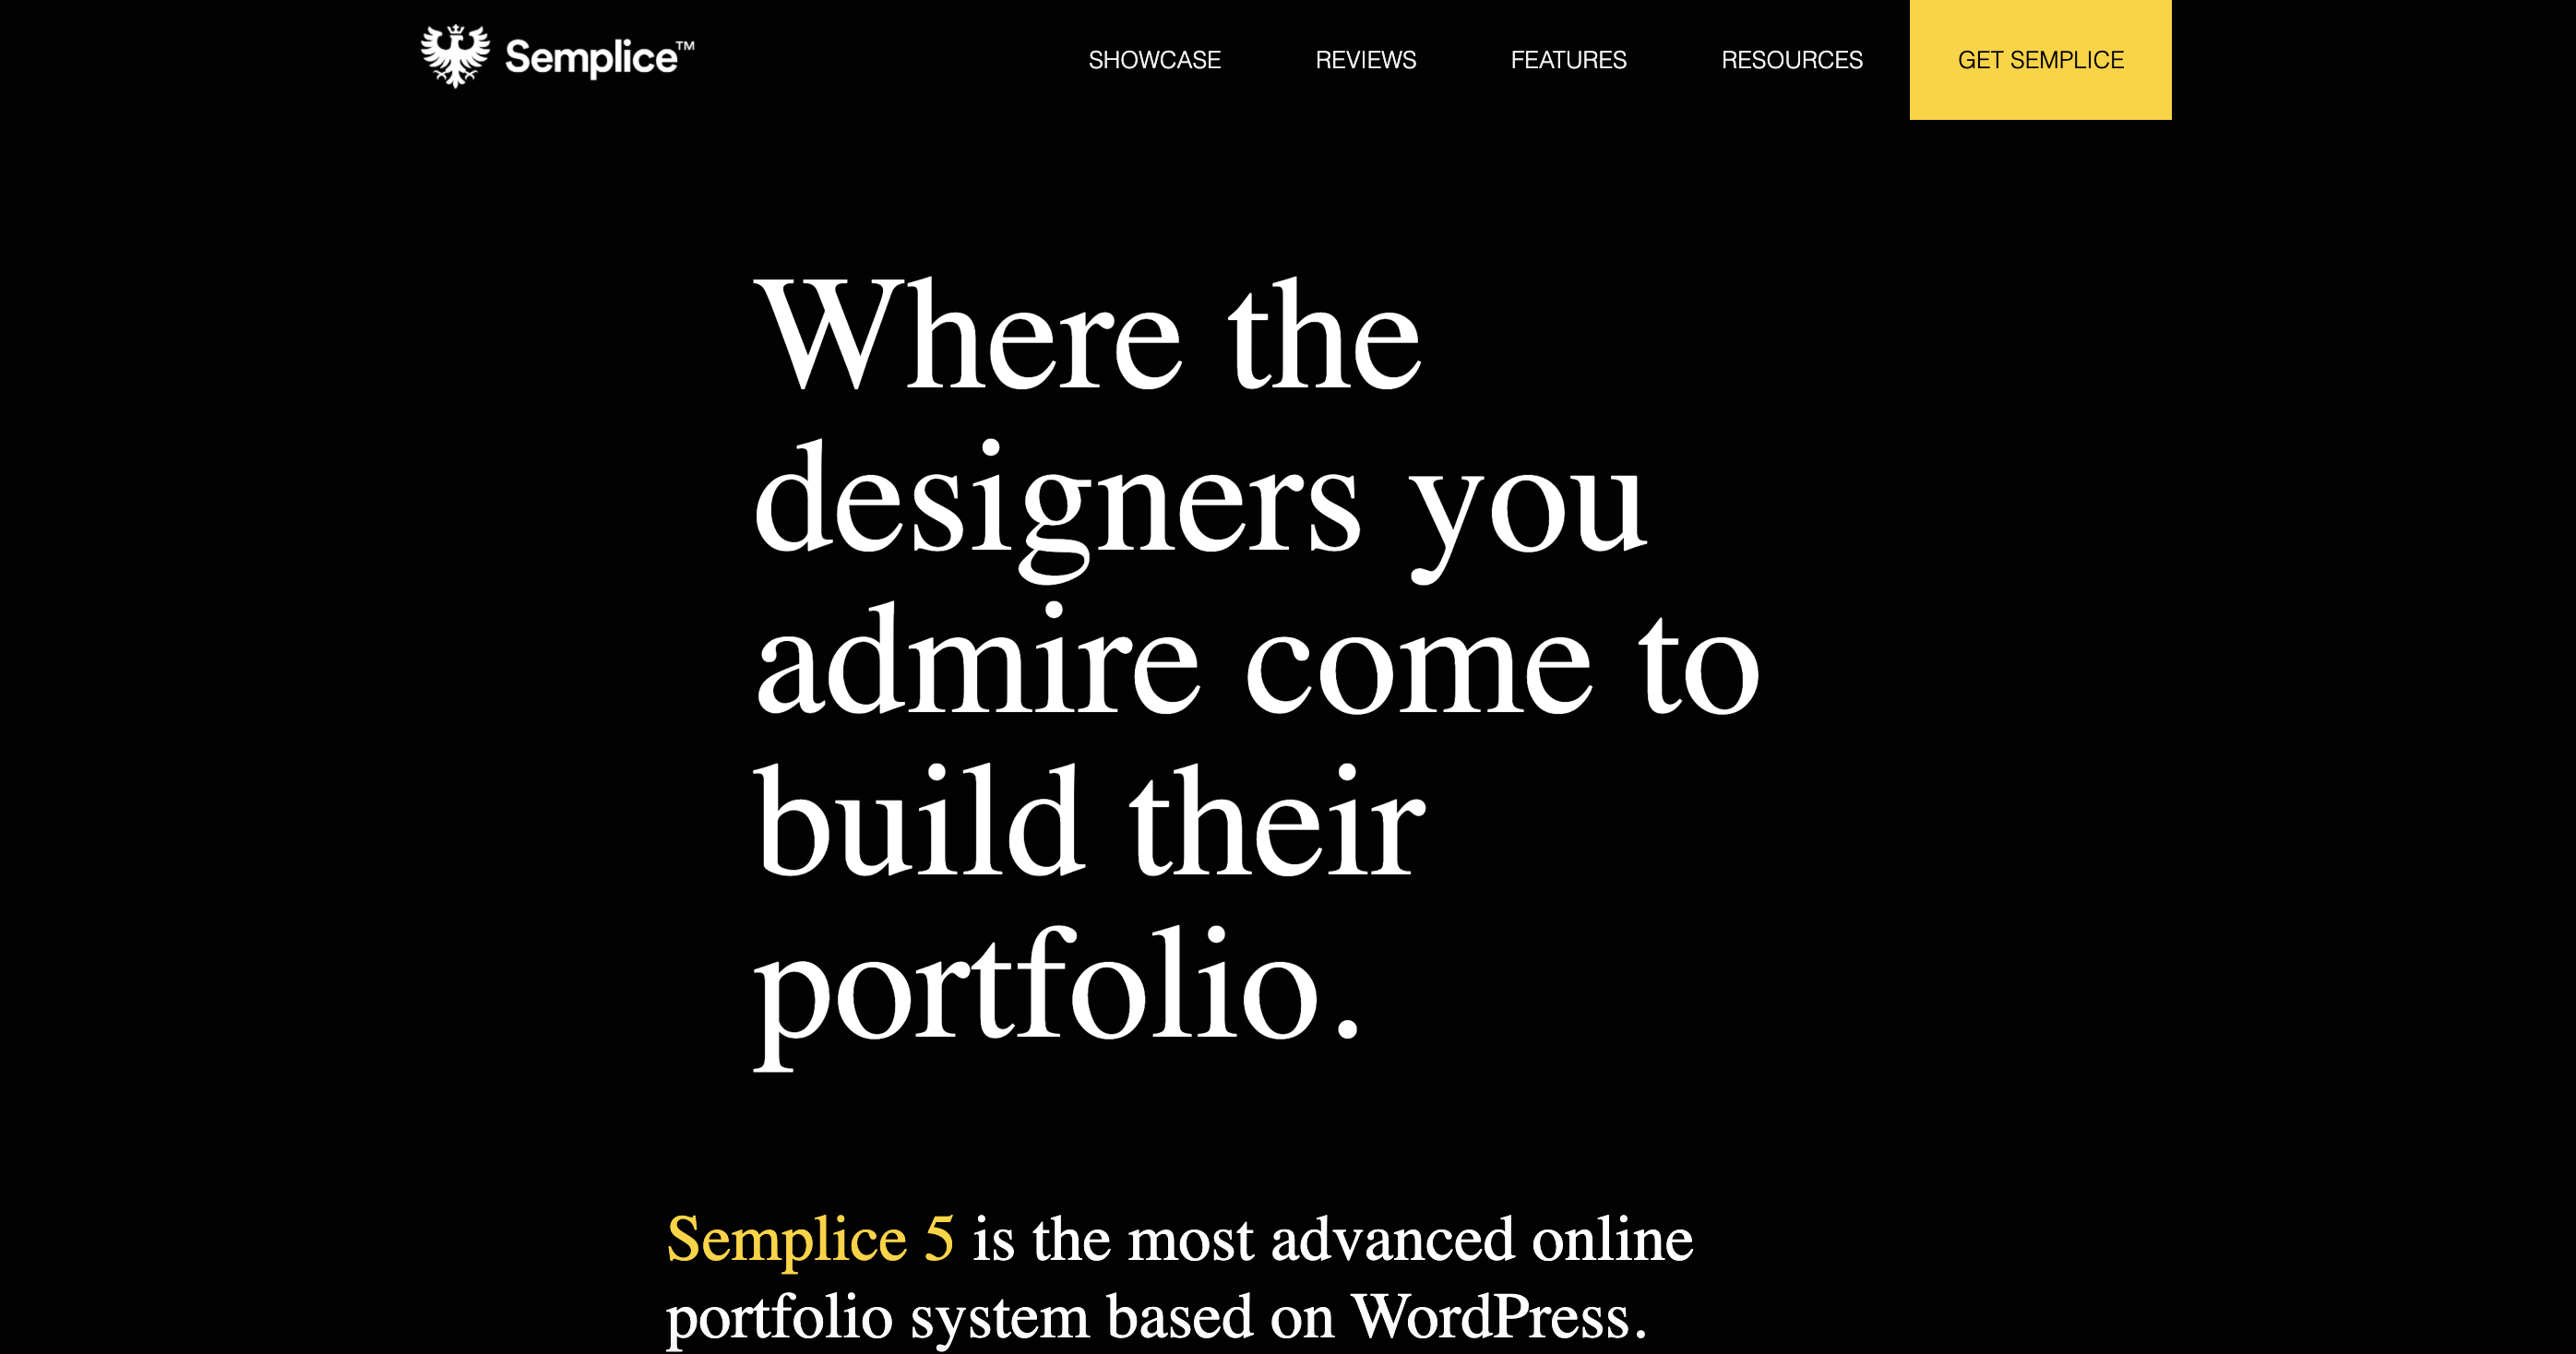 Semplice™
SHOWCASE
REVIEWS
FEATURES
RESOURCES
GET SEMPLICE
Where the
designers you
admire come to
build their
portfolio.
Semplice 5 is the most advanced online
portfolio system based on WordPress.